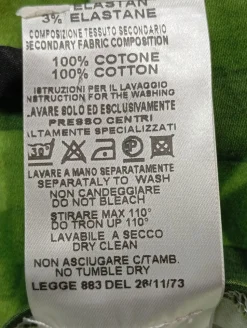 ELASTAN
3% ELASTANE
COMPOSIZIONE TESSUTO SECONDARIO
SECONDARY FABRIC COMPOSITION
100% COTONE
100% COTTON
ISTRUZIONI PER IL LAVAGGIO
INSTRUCTION FOR THE WASHING
LAVARE SOLO ED ESCLUSIVAMENTE
PRESSO CENTRI
ALTAMENTE SPECIALIZZATI
30° P
LAVARE A MANO SEPARATAMENTE
SEPARATALY TO WASH
NON CANDEGGIARE
DO NOT BLEACH
STIRARE MAX 110°
DO TRON UP 110°
LAVABILE A SECCO
DRY CLEAN
NON ASCIUGARE C/TAMB.
NO TUMBLE DRY
LEGGE 883 DEL 26/11/73